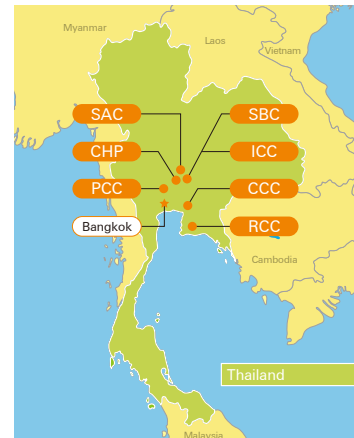 Myanmar
Laos
Vietnam
SAC
SBC
CHP
ICC
PCC
CCC
Bangkok
RCC
Cambodia
Thailand
Malaysia